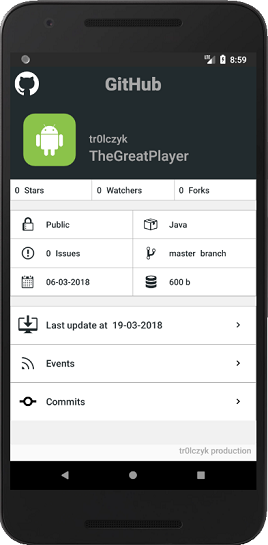 8:59
GitHub
tr0lczyk
TheGreatPlayer
0 Stars 0 Watchers 0 Forks
Public Java
0 Issues master branch
06-03-2018 600 b
Last update at 19-03-2018
Events
Commits
tr0lczyk production